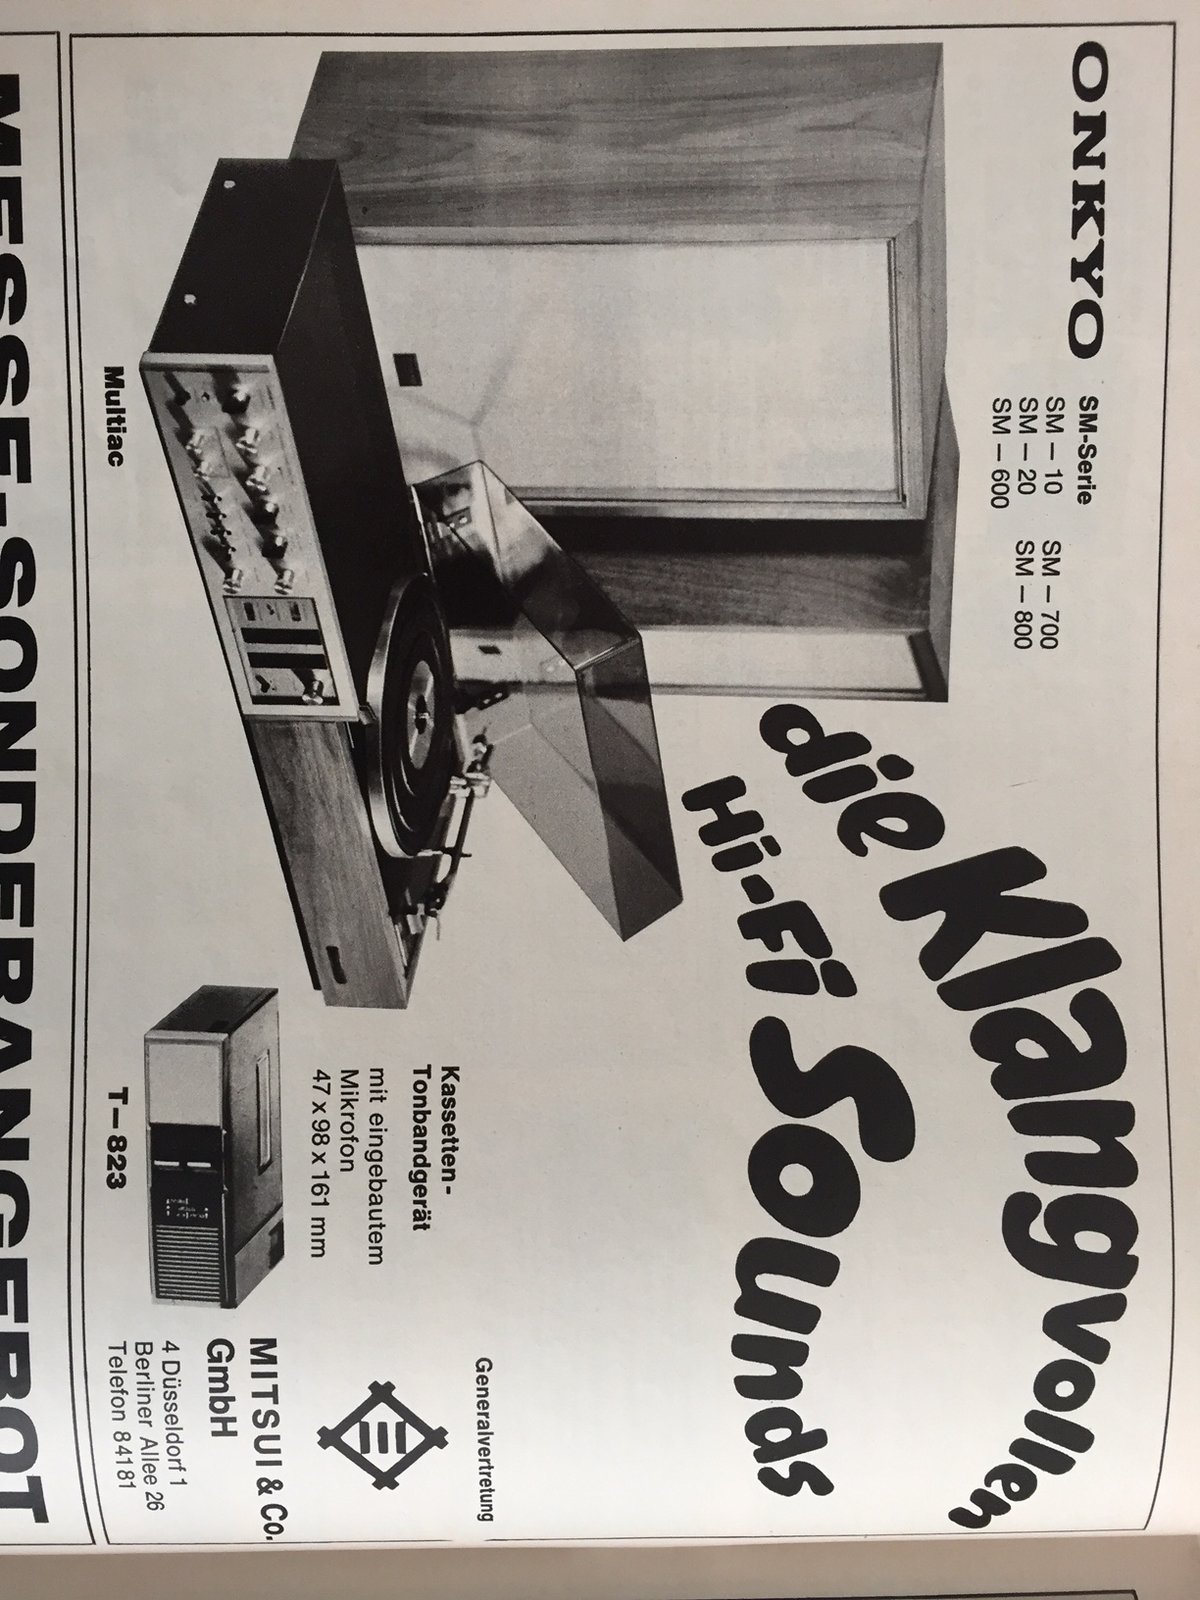 ONKYO
SM-Serie
SM – 10 SM – 700
SM – 20 SM – 800
SM – 600
die Klangvollen
Hi-Fi Sounds
Multiac
Kassetten-
Tonbandgerät
mit eingebautem
Mikrofon
47 x 98 x 161 mm
T – 823
Generalvertretung
MITSUI & Co.
GmbH
4 Düsseldorf 1
Berliner Allee 26
Telefon 84181
MESSE-SONDERANGEBOT